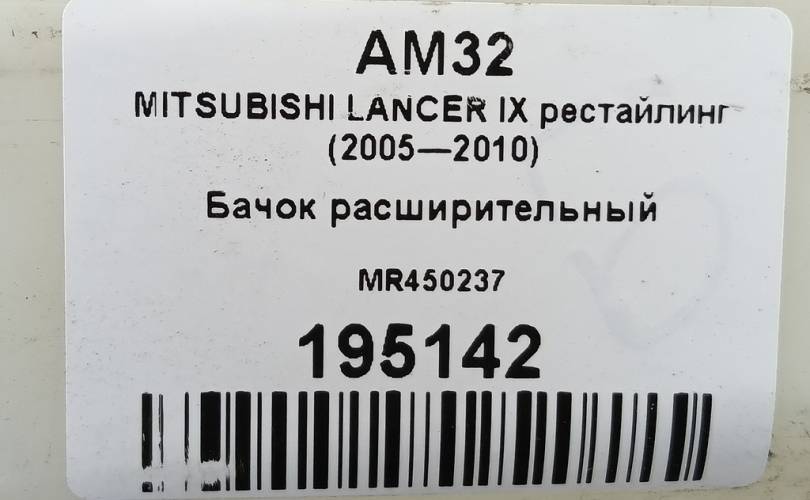 AM32
MITSUBISHI LANCER IX рестайлинг
(2005—2010)
Бачок расширительный
MR450237
195142